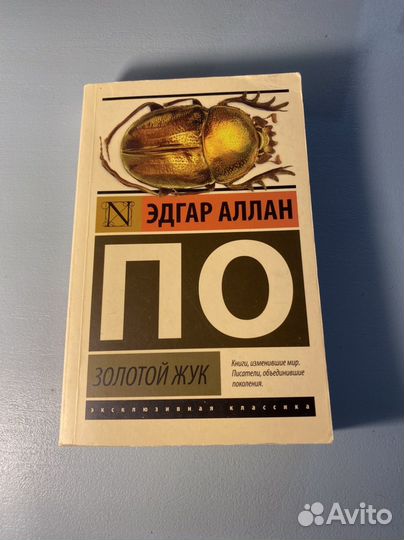 N
ЭДГАР АЛЛАН
ПО
ЗОЛОТОЙ ЖУК
Книги, изменившие мир.
Писатели, объединившие
поколения.
эксклюзивная классика
Avito